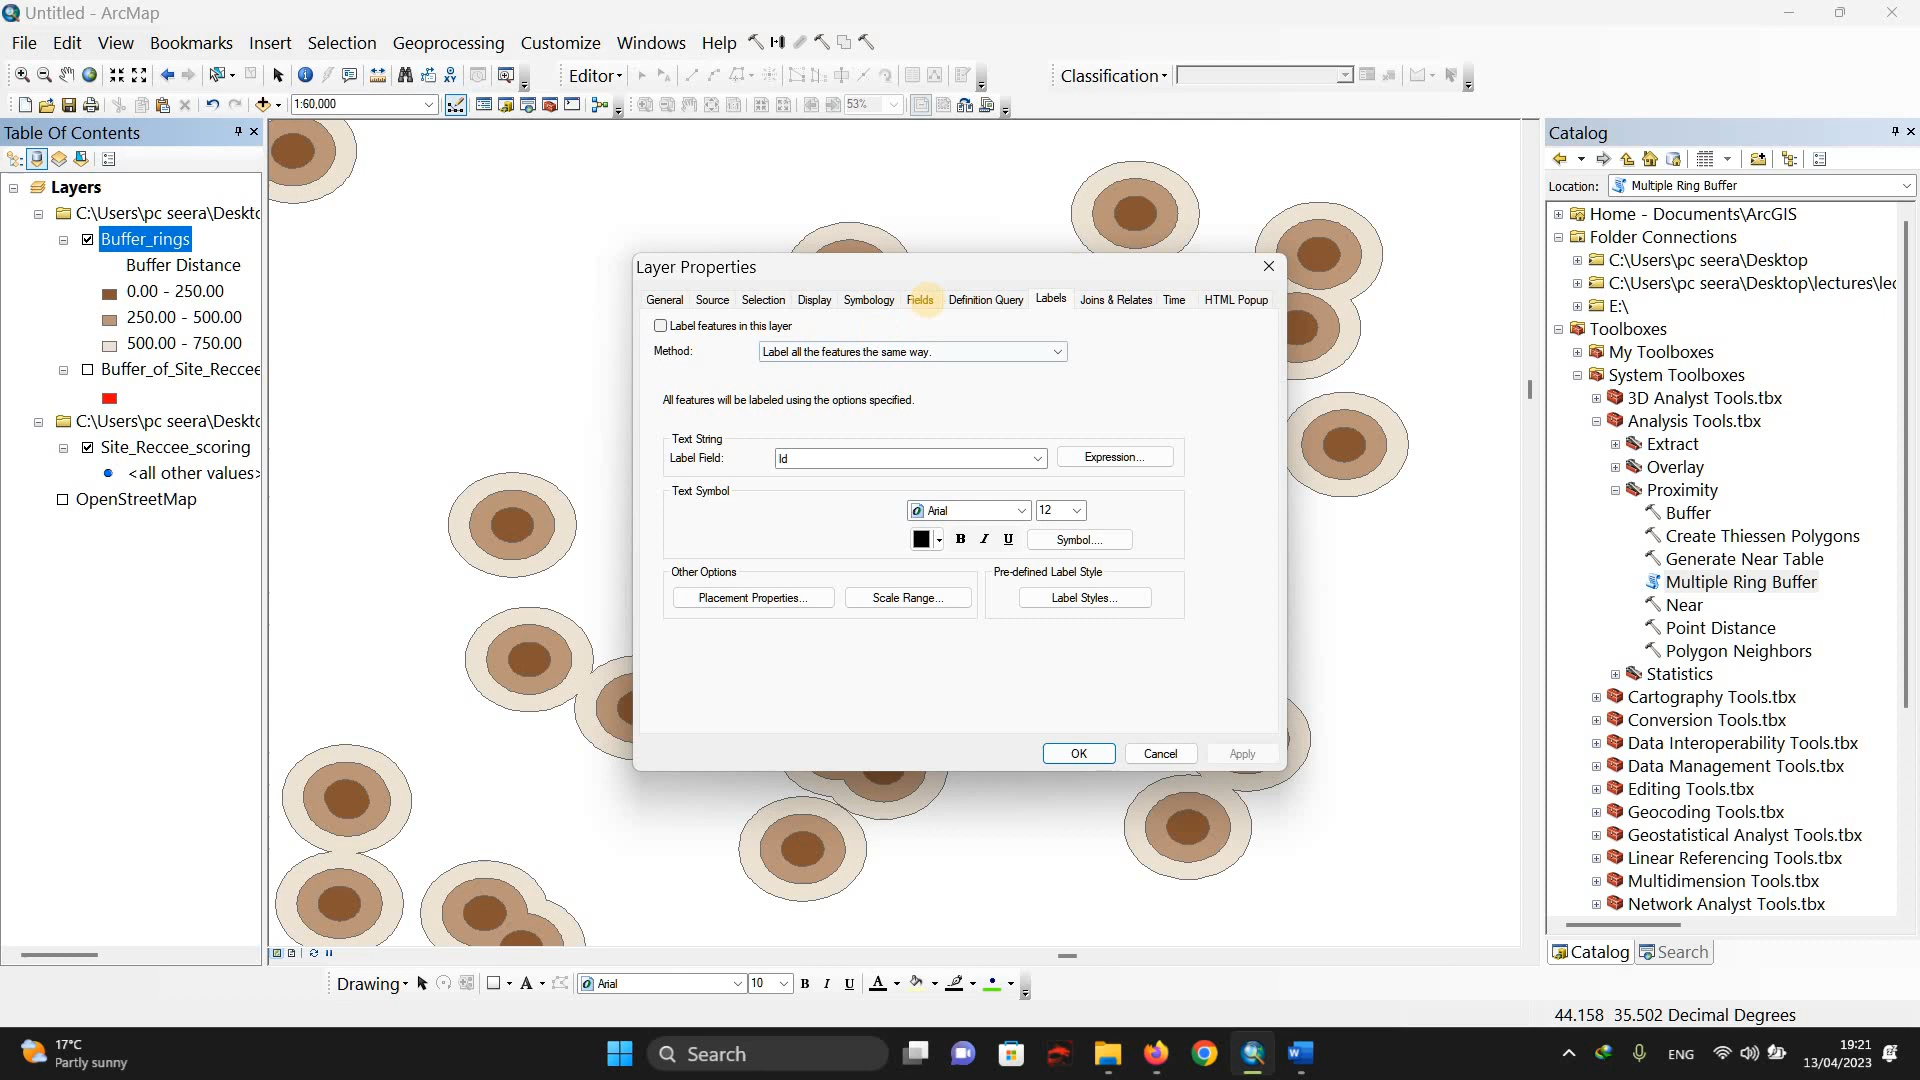 Untitled - ArcMap
File Edit View Bookmarks Insert Selection Geoprocessing Customize Windows Help
Editor
Classification
1:60,000
53%
Table Of Contents
Layers
C:\Users\pc seera\Deskto
Buffer_rings
Buffer Distance
0.00 - 250.00
250.00 - 500.00
500.00 - 750.00
Buffer_of_Site_Reccee
C:\Users\pc seera\Deskto
Site_Reccee_scoring
<all other values>
OpenStreetMap
Layer Properties
General Source Selection Display Symbology Fields Definition Query Labels Joins & Relates Time HTML Popup
Label features in this layer
Method: Label all the features the same way.
All features will be labeled using the options specified.
Text String
Label Field: Id Expression...
Text Symbol
Arial 12
B I U Symbol....
Other Options
Placement Properties... Scale Range...
Pre-defined Label Style
Label Styles...
OK Cancel Apply
Catalog
Location: Multiple Ring Buffer
Home - Documents\ArcGIS
Folder Connections
C:\Users\pc seera\Desktop
C:\Users\pc seera\Desktop\lectures\lec
E:\
Toolboxes
My Toolboxes
System Toolboxes
3D Analyst Tools.tbx
Analysis Tools.tbx
Extract
Overlay
Proximity
Buffer
Create Thiessen Polygons
Generate Near Table
Multiple Ring Buffer
Near
Point Distance
Polygon Neighbors
Statistics
Cartography Tools.tbx
Conversion Tools.tbx
Data Interoperability Tools.tbx
Data Management Tools.tbx
Editing Tools.tbx
Geocoding Tools.tbx
Geostatistical Analyst Tools.tbx
Linear Referencing Tools.tbx
Multidimension Tools.tbx
Network Analyst Tools.tbx
Catalog Search
Drawing A Arial 10 B I U A
44.158 35.502 Decimal Degrees
17°C
Partly sunny
Search
ENG
19:21
13/04/2023